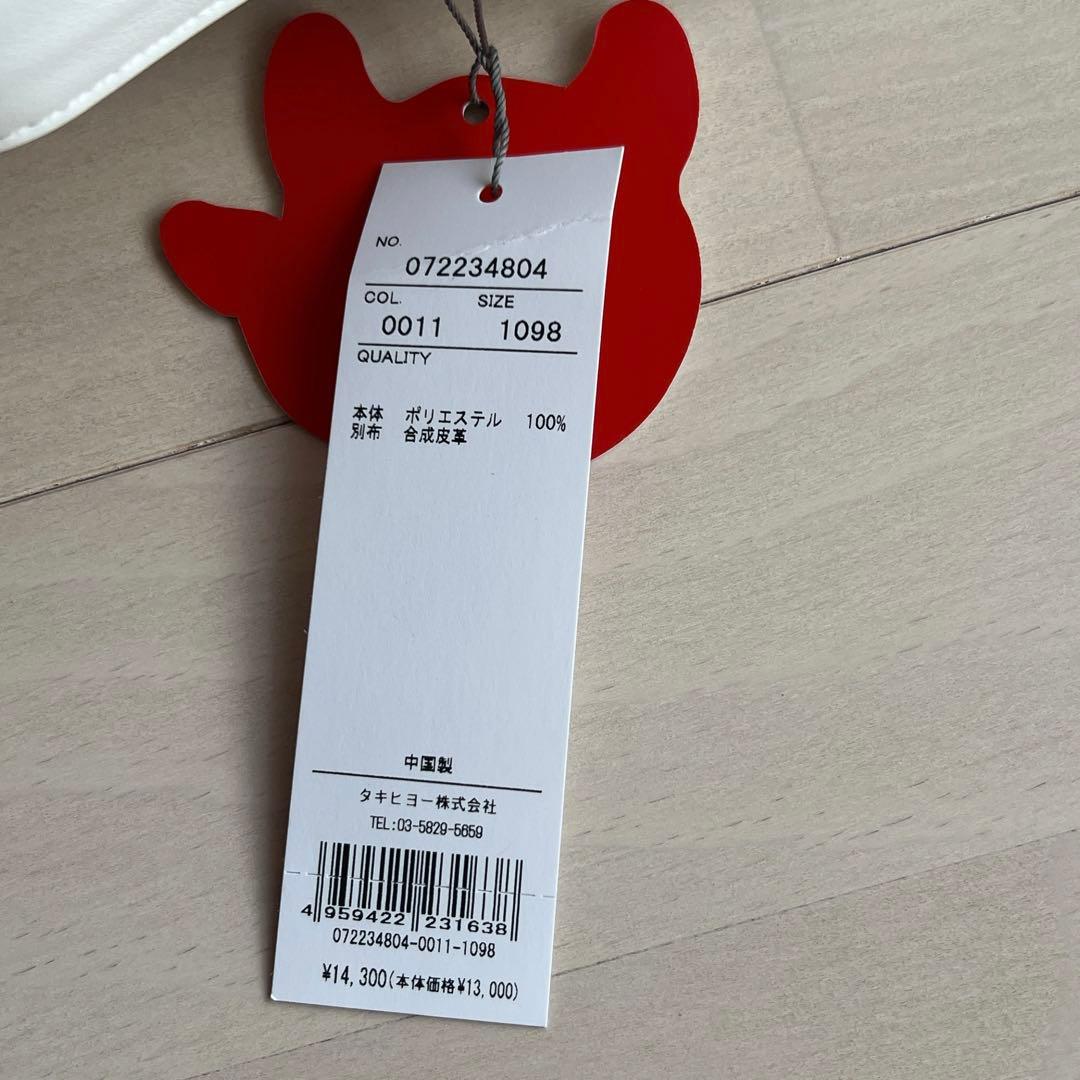 NO.
072234804
COL. SIZE
0011 1098
QUALITY
本体 ポリエステル 100%
別布 合成皮革
中国製
タキヒヨー株式会社
TEL:03-5829-5659
4 959422 231638
072234804-0011-1098
¥14,300(本体価格¥13,000)